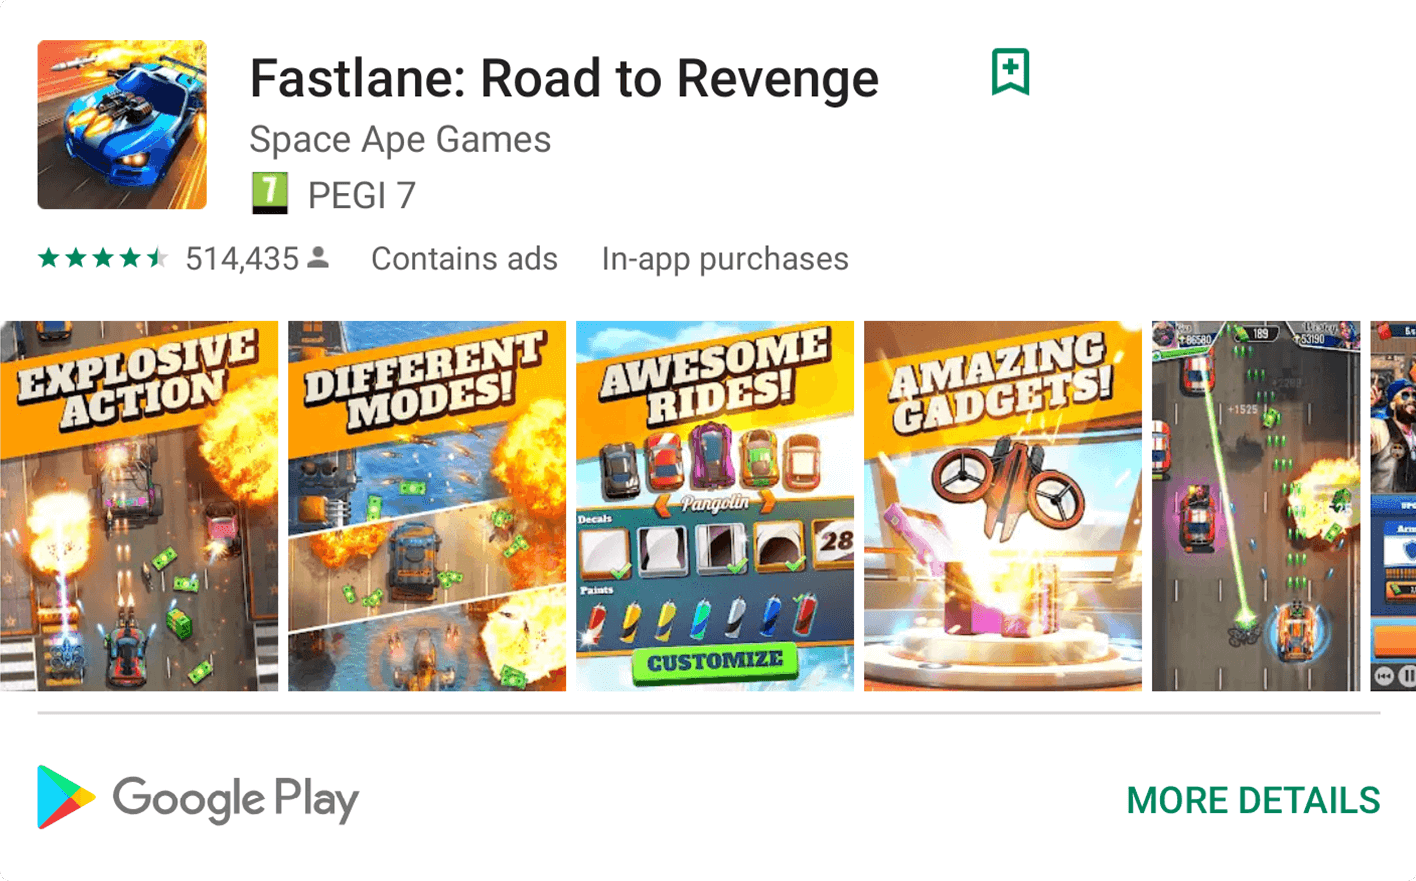 Fastlane: Road to Revenge
Space Ape Games
7 PEGI 7
514,435 Contains ads In-app purchases
EXPLOSIVE
ACTION
DIFFERENT
MODES!
AWESOME
RIDES!
Pangolin
Decals
28
Paints
CUSTOMIZE
AMAZING
GADGETS!
86580 189 53190
+2202
+1525
Google Play
MORE DETAILS